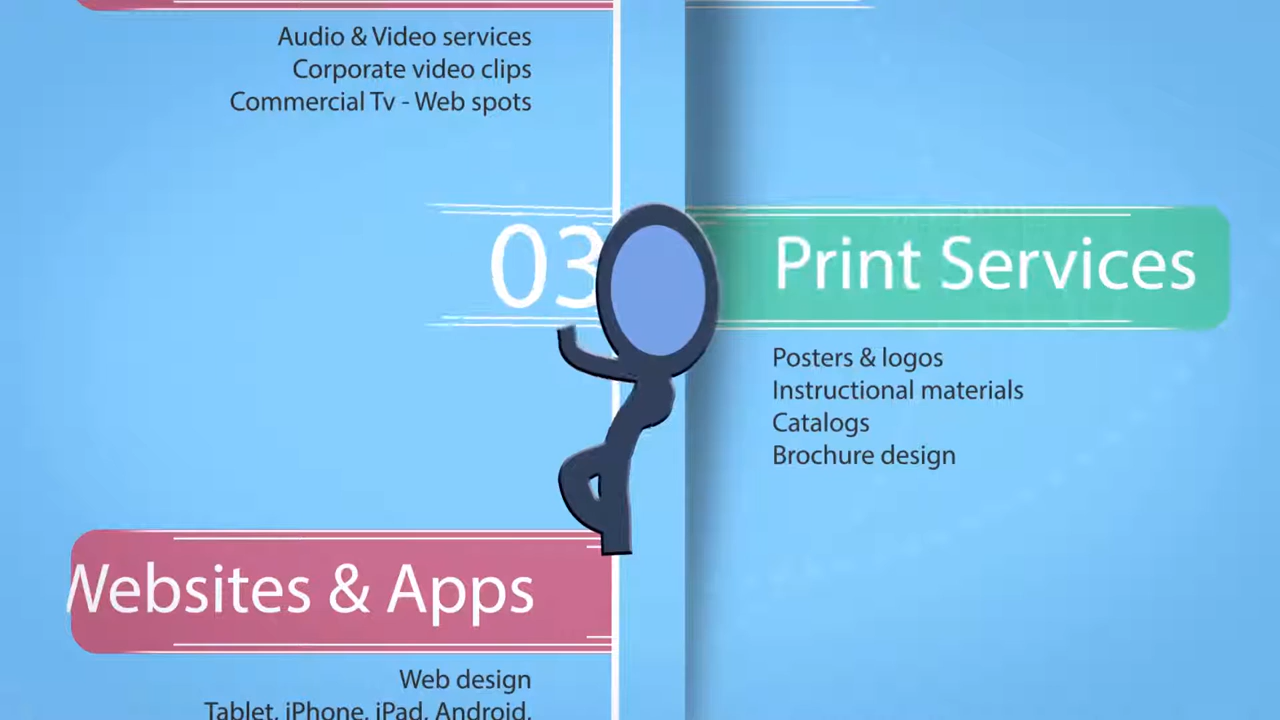 Audio & Video services
Corporate video clips
Commercial Tv - Web spots
03
Print Services
Posters & logos
Instructional materials
Catalogs
Brochure design
Websites & Apps
Web design
Tablet, iPhone, iPad, Android,